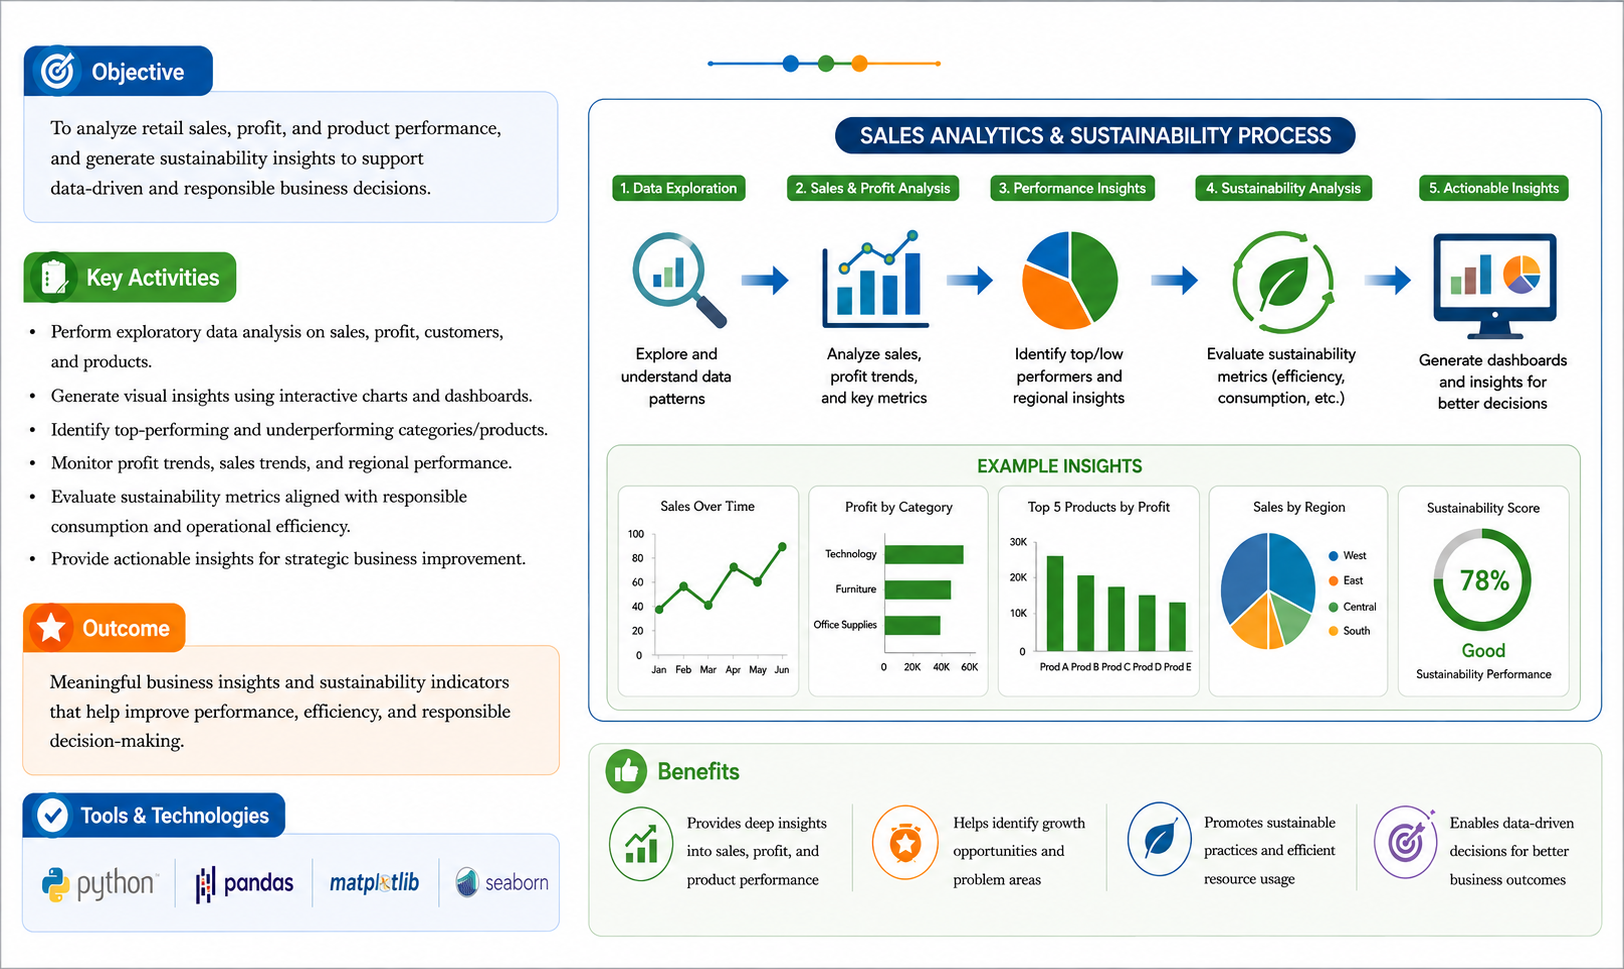 Objective
To analyze retail sales, profit, and product performance,
and generate sustainability insights to support
data-driven and responsible business decisions.
Key Activities
• Perform exploratory data analysis on sales, profit, customers,
and products.
• Generate visual insights using interactive charts and dashboards.
• Identify top-performing and underperforming categories/products.
• Monitor profit trends, sales trends, and regional performance.
• Evaluate sustainability metrics aligned with responsible
consumption and operational efficiency.
• Provide actionable insights for strategic business improvement.
Outcome
Meaningful business insights and sustainability indicators
that help improve performance, efficiency, and responsible
decision-making.
Tools & Technologies
python™
pandas
matplotlib
seaborn
SALES ANALYTICS & SUSTAINABILITY PROCESS
1. Data Exploration
Explore and
understand data
patterns
2. Sales & Profit Analysis
Analyze sales,
profit trends,
and key metrics
3. Performance Insights
Identify top/low
performers and
regional insights
4. Sustainability Analysis
Evaluate sustainability
metrics (efficiency,
consumption, etc.)
5. Actionable Insights
Generate dashboards
and insights for
better decisions
EXAMPLE INSIGHTS
Sales Over Time
100
80
60
40
20
0
Jan Feb Mar Apr May Jun
Profit by Category
Technology
Furniture
Office Supplies
0 20K 40K 60K
Top 5 Products by Profit
30K
20K
10K
0
Prod A Prod B Prod C Prod D Prod E
Sales by Region
West
East
Central
South
Sustainability Score
78%
Good
Sustainability Performance
Benefits
Provides deep insights
into sales, profit, and
product performance
Helps identify growth
opportunities and
problem areas
Promotes sustainable
practices and efficient
resource usage
Enables data-driven
decisions for better
business outcomes